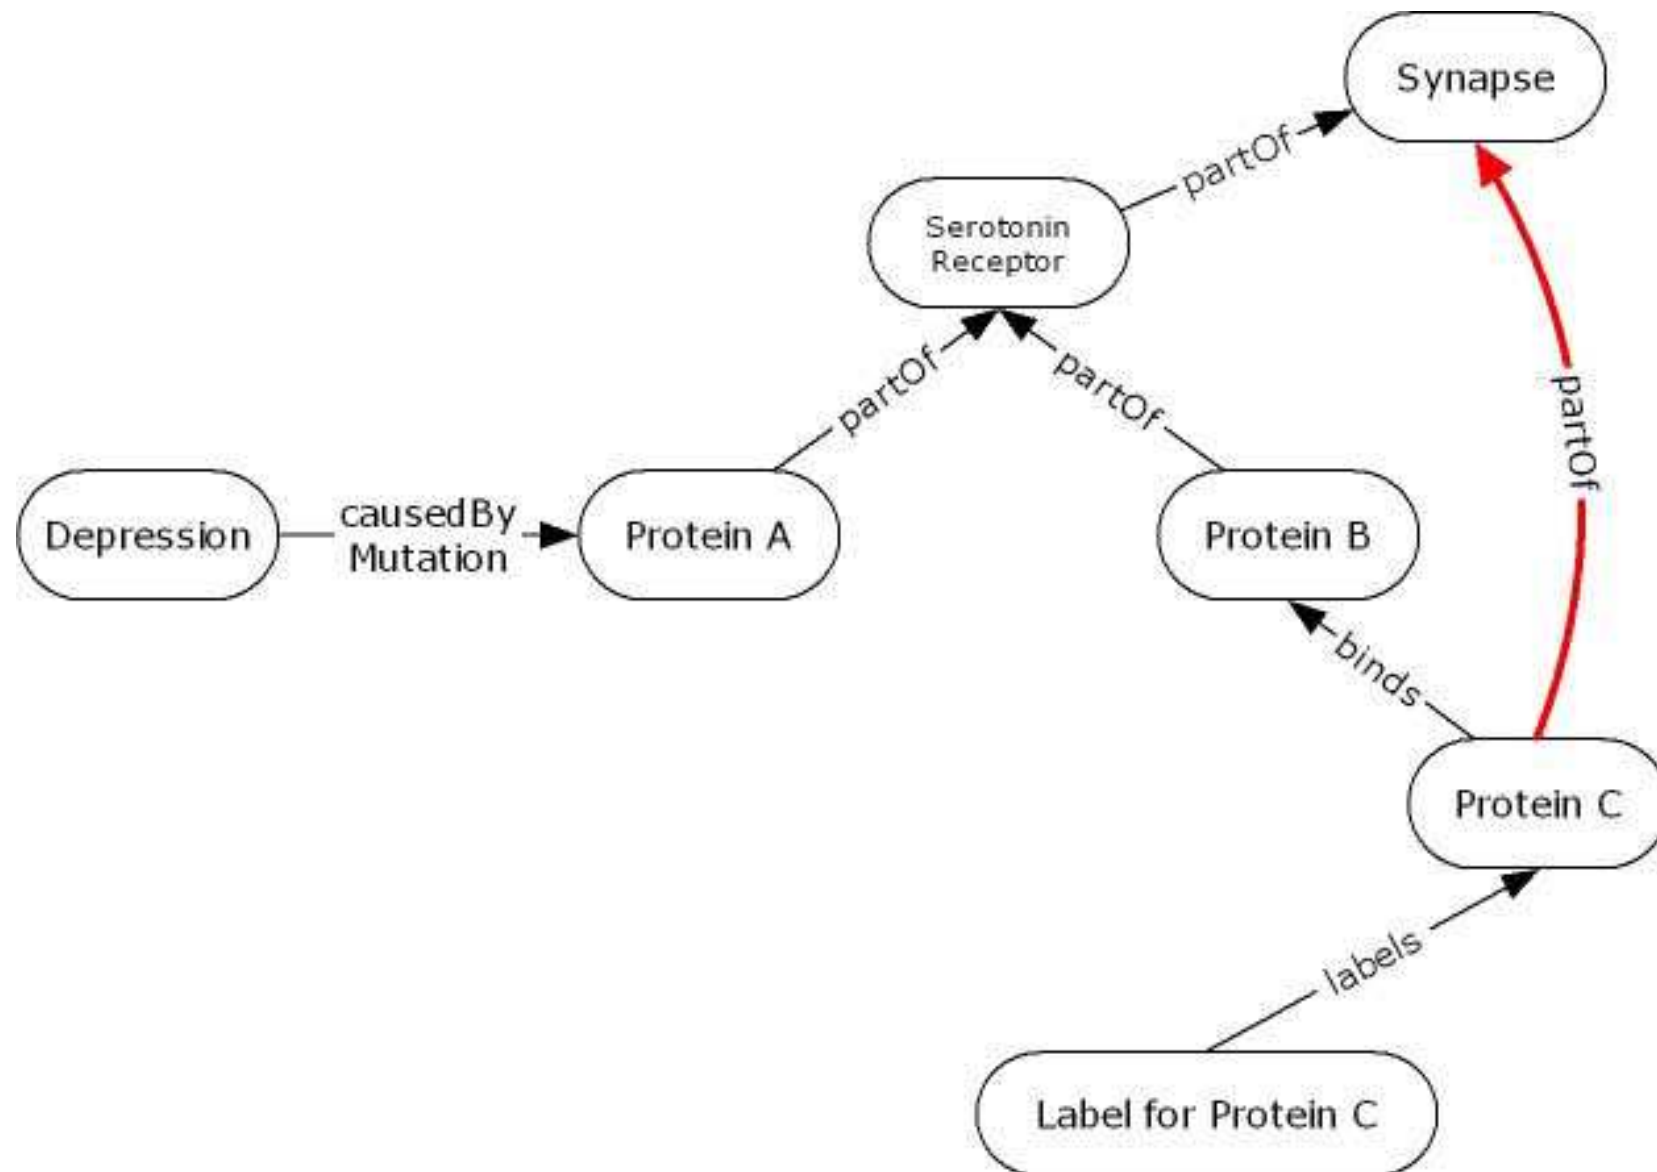 Synapse
partOf
Serotonin
Receptor
partOf
partOf
partOf
Depression
causedBy
Mutation
Protein A
Protein B
binds
Protein C
labels
Label for Protein C